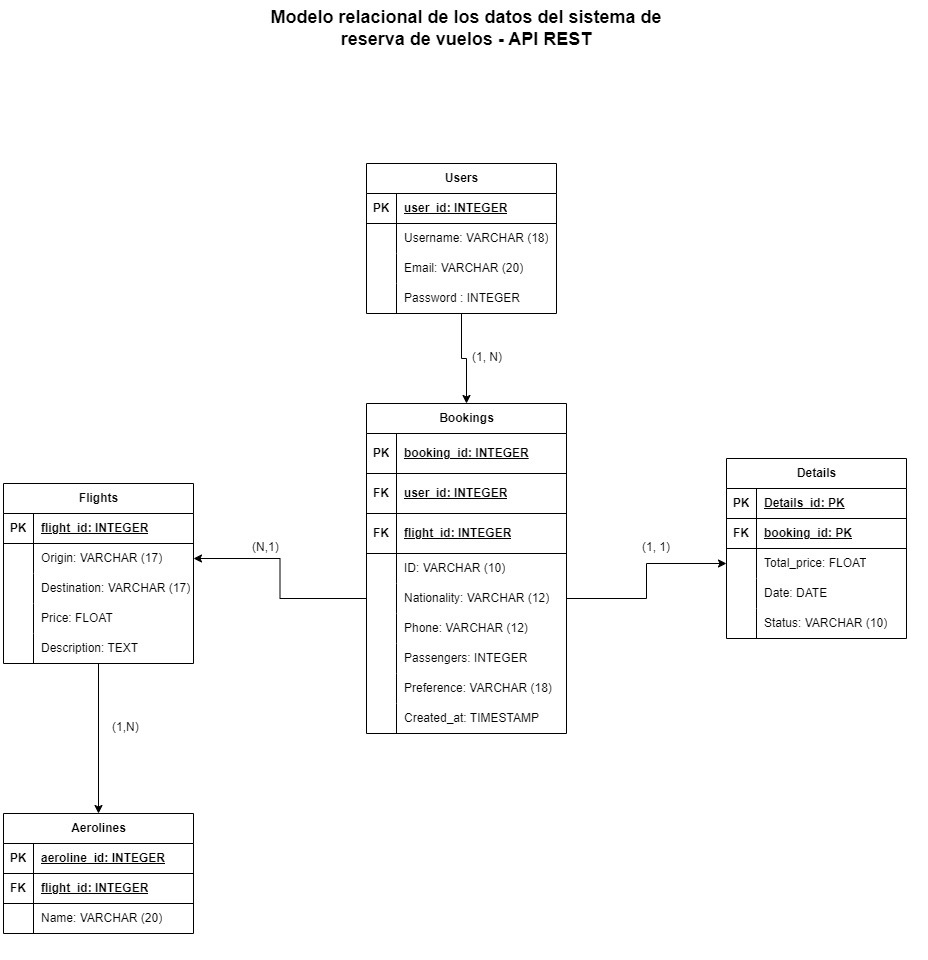 Modelo relacional de los datos del sistema de
reserva de vuelos - API REST
Users
PK user_id: INTEGER
Username: VARCHAR (18)
Email: VARCHAR (20)
Password : INTEGER
(1, N)
Bookings
PK booking_id: INTEGER
FK user_id: INTEGER
FK flight_id: INTEGER
ID: VARCHAR (10)
Nationality: VARCHAR (12)
Phone: VARCHAR (12)
Passengers: INTEGER
Preference: VARCHAR (18)
Created_at: TIMESTAMP
(N,1)
Flights
PK flight_id: INTEGER
Origin: VARCHAR (17)
Destination: VARCHAR (17)
Price: FLOAT
Description: TEXT
(1, 1)
Details
PK Details_id: PK
FK booking_id: PK
Total_price: FLOAT
Date: DATE
Status: VARCHAR (10)
(1,N)
Aerolines
PK aeroline_id: INTEGER
FK flight_id: INTEGER
Name: VARCHAR (20)